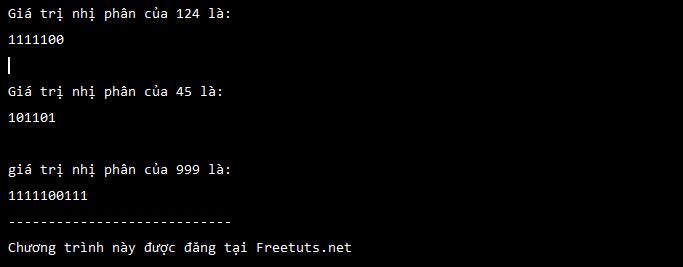 Giá trị nhị phân của 124 là:
1111100
Giá trị nhị phân của 45 là:
101101
giá trị nhị phân của 999 là:
1111100111
----------------------------
Chương trình này được đăng tại Freetuts.net